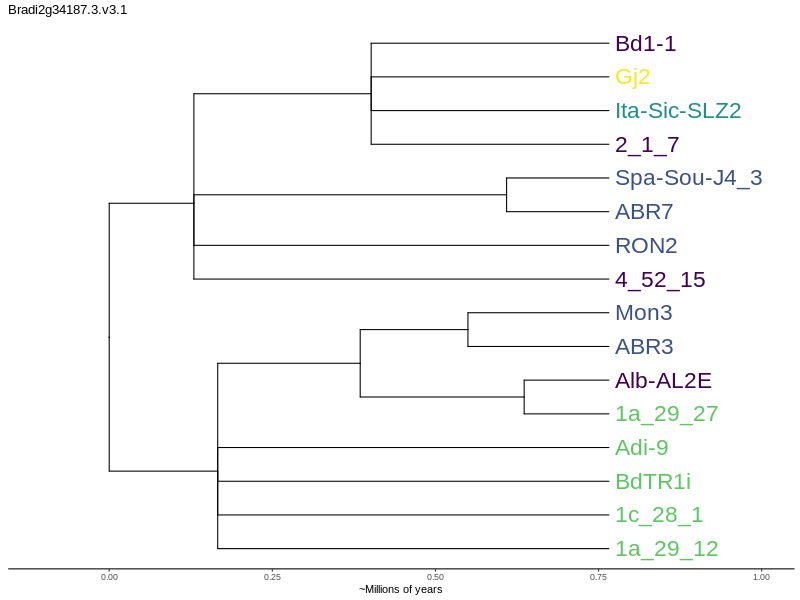 Bradi2g34187.3.v3.1
Bd1-1
Gj2
Ita-Sic-SLZ2
2_1_7
Spa-Sou-J4_3
ABR7
RON2
4_52_15
Mon3
ABR3
Alb-AL2E
1a_29_27
Adi-9
BdTR1i
1c_28_1
1a_29_12
0.00 0.25 0.50 0.75 1.00
~Millions of years